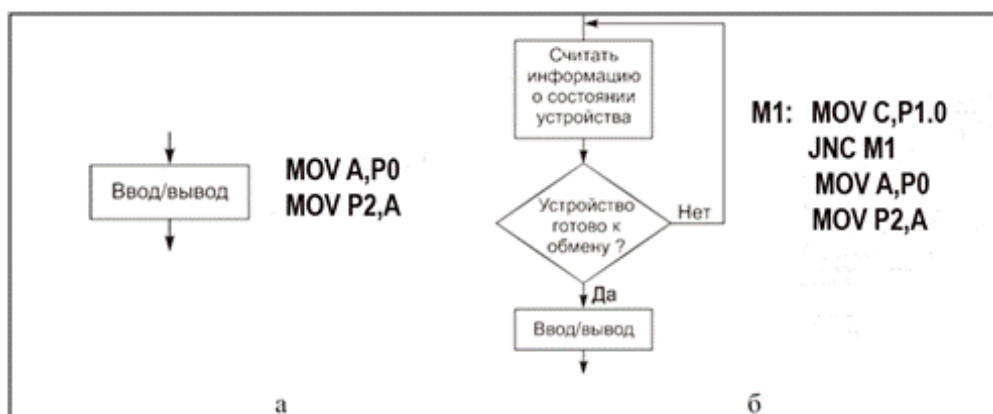 Ввод/вывод
MOV A,P0
MOV P2,A
а
Считать
информацию
о состоянии
устройства
Устройство
готово к
обмену ?
Нет
Да
Ввод/вывод
M1: MOV C,P1.0
JNC M1
MOV A,P0
MOV P2,A
б